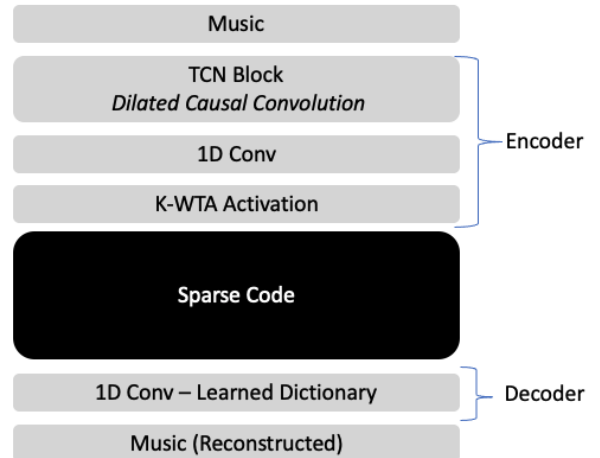 Music
TCN Block
Dilated Causal Convolution
1D Conv
K-WTA Activation
Encoder
Sparse Code
1D Conv – Learned Dictionary
Decoder
Music (Reconstructed)